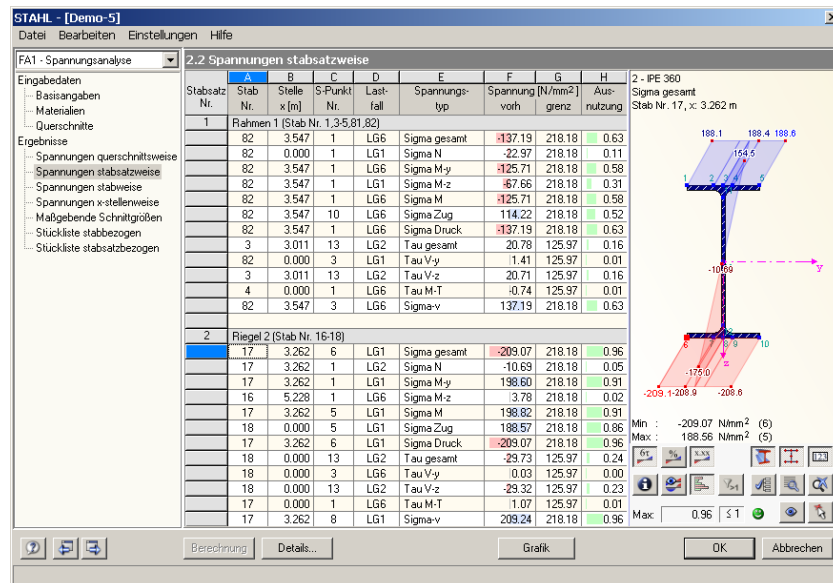 STAHL - [Demo-5]
Datei Bearbeiten Einstellungen Hilfe
FA1 - Spannungsanalyse
Eingabedaten
Basisangaben
Materialien
Querschnitte
Ergebnisse
Spannungen querschnittsweise
Spannungen stabsatzweise
Spannungen stabweise
Spannungen x-stellenweise
Maßgebende Schnittgrößen
Stückliste stabbezogen
Stückliste stabsatzbezogen
2.2 Spannungen stabsatzweise
A B C D E F G H
Stabsatz Stab Stelle S-Punkt Last- Spannungs- Spannung [N/mm²] Aus-
Nr. Nr. x [m] Nr. fall typ vorh grenz nutzung
1 Rahmen 1 (Stab Nr. 1,3-5,81,82)
82 3.547 1 LG6 Sigma gesamt -137.19 218.18 0.63
82 0.000 1 LG1 Sigma N -22.97 218.18 0.11
82 3.547 1 LG6 Sigma M-y -125.71 218.18 0.58
82 3.547 1 LG1 Sigma M-z -67.66 218.18 0.31
82 3.547 1 LG6 Sigma M -125.71 218.18 0.58
82 3.547 10 LG6 Sigma Zug 114.22 218.18 0.52
82 3.547 1 LG6 Sigma Druck -137.19 218.18 0.63
3 3.011 13 LG2 Tau gesamt 20.78 125.97 0.16
82 0.000 3 LG1 Tau V-y 1.41 125.97 0.01
3 3.011 13 LG2 Tau V-z 20.71 125.97 0.16
4 0.000 1 LG6 Tau M-T -0.74 125.97 0.01
82 3.547 3 LG6 Sigma-v 137.19 218.18 0.63
2 Riegel 2 (Stab Nr. 16-18)
17 3.262 6 LG1 Sigma gesamt -209.07 218.18 0.96
17 3.262 1 LG2 Sigma N -10.69 218.18 0.05
17 3.262 1 LG1 Sigma M-y 198.60 218.18 0.91
16 5.228 1 LG6 Sigma M-z 3.78 218.18 0.02
17 3.262 5 LG1 Sigma M 198.82 218.18 0.91
18 0.000 5 LG1 Sigma Zug 188.57 218.18 0.86
17 3.262 6 LG1 Sigma Druck -209.07 218.18 0.96
18 0.000 13 LG2 Tau gesamt -29.73 125.97 0.24
18 0.000 3 LG6 Tau V-y 0.03 125.97 0.00
18 0.000 13 LG2 Tau V-z -29.32 125.97 0.23
17 0.000 1 LG6 Tau M-T 1.07 125.97 0.01
17 3.262 8 LG1 Sigma-v 209.24 218.18 0.96
2 - IPE 360
Sigma gesamt
Stab Nr. 17, x: 3.262 m
188.1 188.4 188.6
154.5
1 2 3 4 5
-10.69
y
6 8 9 10
z
-175.0
-209.1 -208.9 -208.6
Min : -209.07 N/mm² (6)
Max : 188.56 N/mm² (5)
στ % x.xx 123
Max: 0.96 ≤ 1
Berechnung Details... Grafik OK Abbrechen